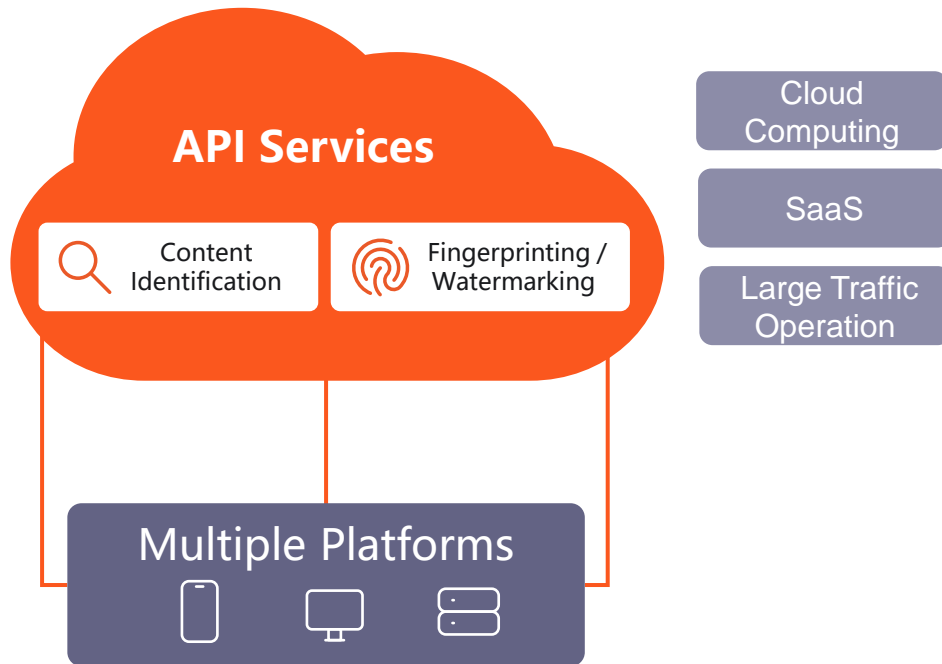 API Services
Content
Identification
Fingerprinting /
Watermarking
Cloud
Computing
SaaS
Large Traffic
Operation
Multiple Platforms